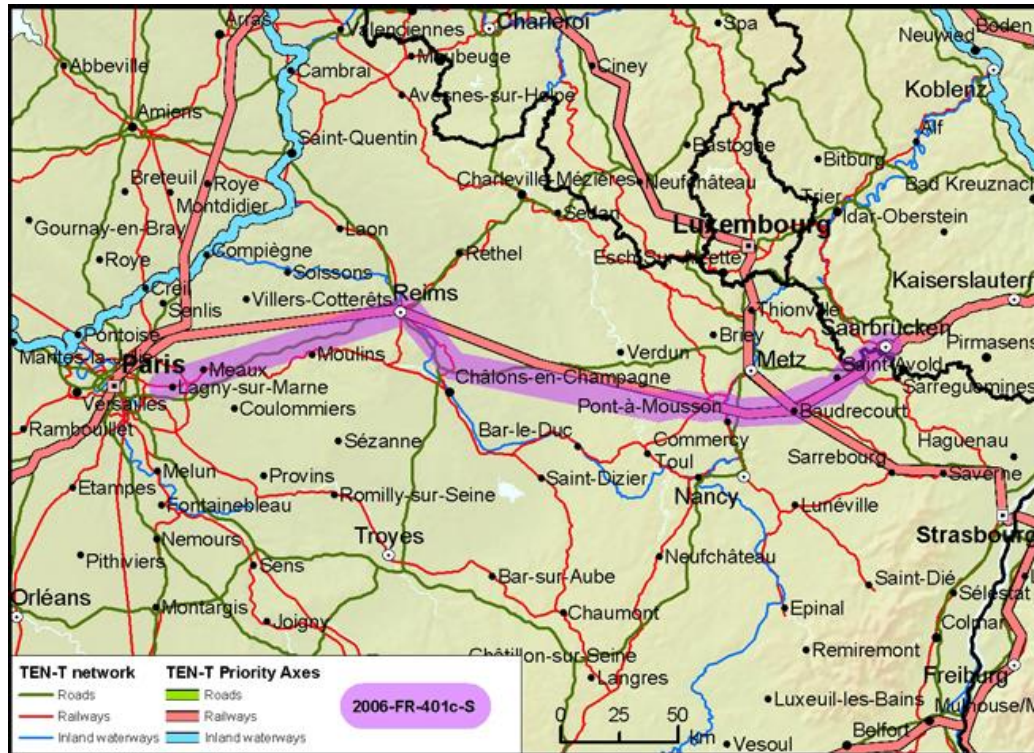 Arras
Valenciennes
Charleroi
Spa
Neuwied
Boden
Abbeville
Cambrai
Maubeuge
Ciney
Koblenz
Avesnes-sur-Helpe
Amiens
Saint-Quentin
Bastogne
Alf
Bitburg
Breteuil
Roye
Charleville-Mézières
Neufchâteau
Trier
Bad Kreuznach
Montdidier
Gournay-en-Bray
Laon
Sedan
Luxembourg
Idar-Oberstein
Roye
Compiègne
Rethel
Esch-Sur-Alzette
Soissons
Kaiserslautern
Creil
Villers-Cotterêts
Reims
Senlis
Thionville
Pontoise
Briey
Saarbrücken
Mantes-la-Jolie
Paris
Meaux
Moulins
Verdun
Metz
Pirmasens
Saint-Avold
Lagny-sur-Marne
Châlons-en-Champagne
Sarreguemines
Versailles
Coulommiers
Pont-à-Mousson
Baudrecourt
Rambouillet
Sézanne
Bar-le-Duc
Commercy
Haguenau
Toul
Sarrebourg
Melun
Provins
Saint-Dizier
Saverne
Etampes
Romilly-sur-Seine
Nancy
Fontainebleau
Lunéville
Nemours
Troyes
Strasbourg
Pithiviers
Sens
Bar-sur-Aube
Neufchâteau
Saint-Dié
Sélestat
Orléans
Montargis
Joigny
Chaumont
Epinal
Colmar
Remiremont
Châtillon-sur-Seine
Langres
Freiburg
Luxeuil-les-Bains
Mulhouse/M
Vesoul
Belfort
TEN-T network
Roads
Railways
Inland waterways
TEN-T Priority Axes
Roads
Railways
Inland waterways
2006-FR-401c-S
0 25 50
Km